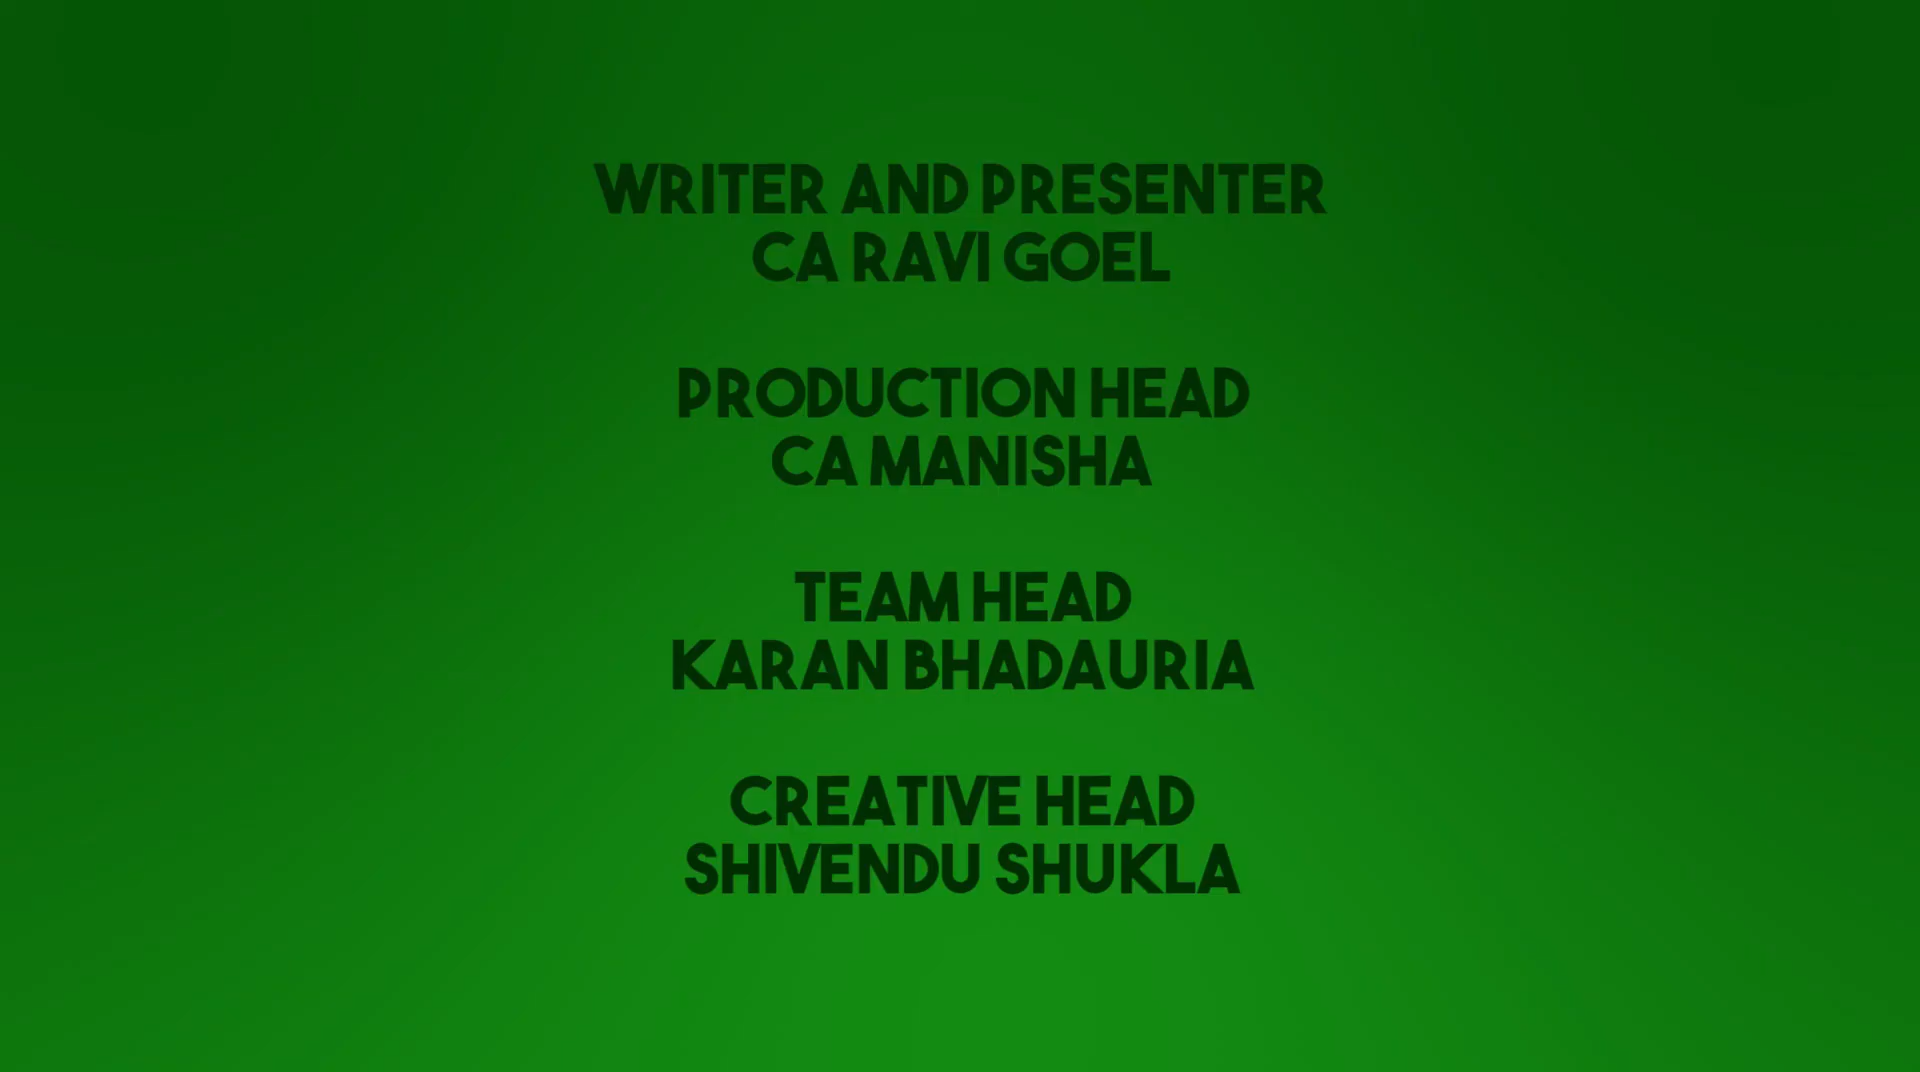 WRITER AND PRESENTER
CA RAVI GOEL
PRODUCTION HEAD
CA MANISHA
TEAM HEAD
KARAN BHADAURIA
CREATIVE HEAD
SHIVENDU SHUKLA